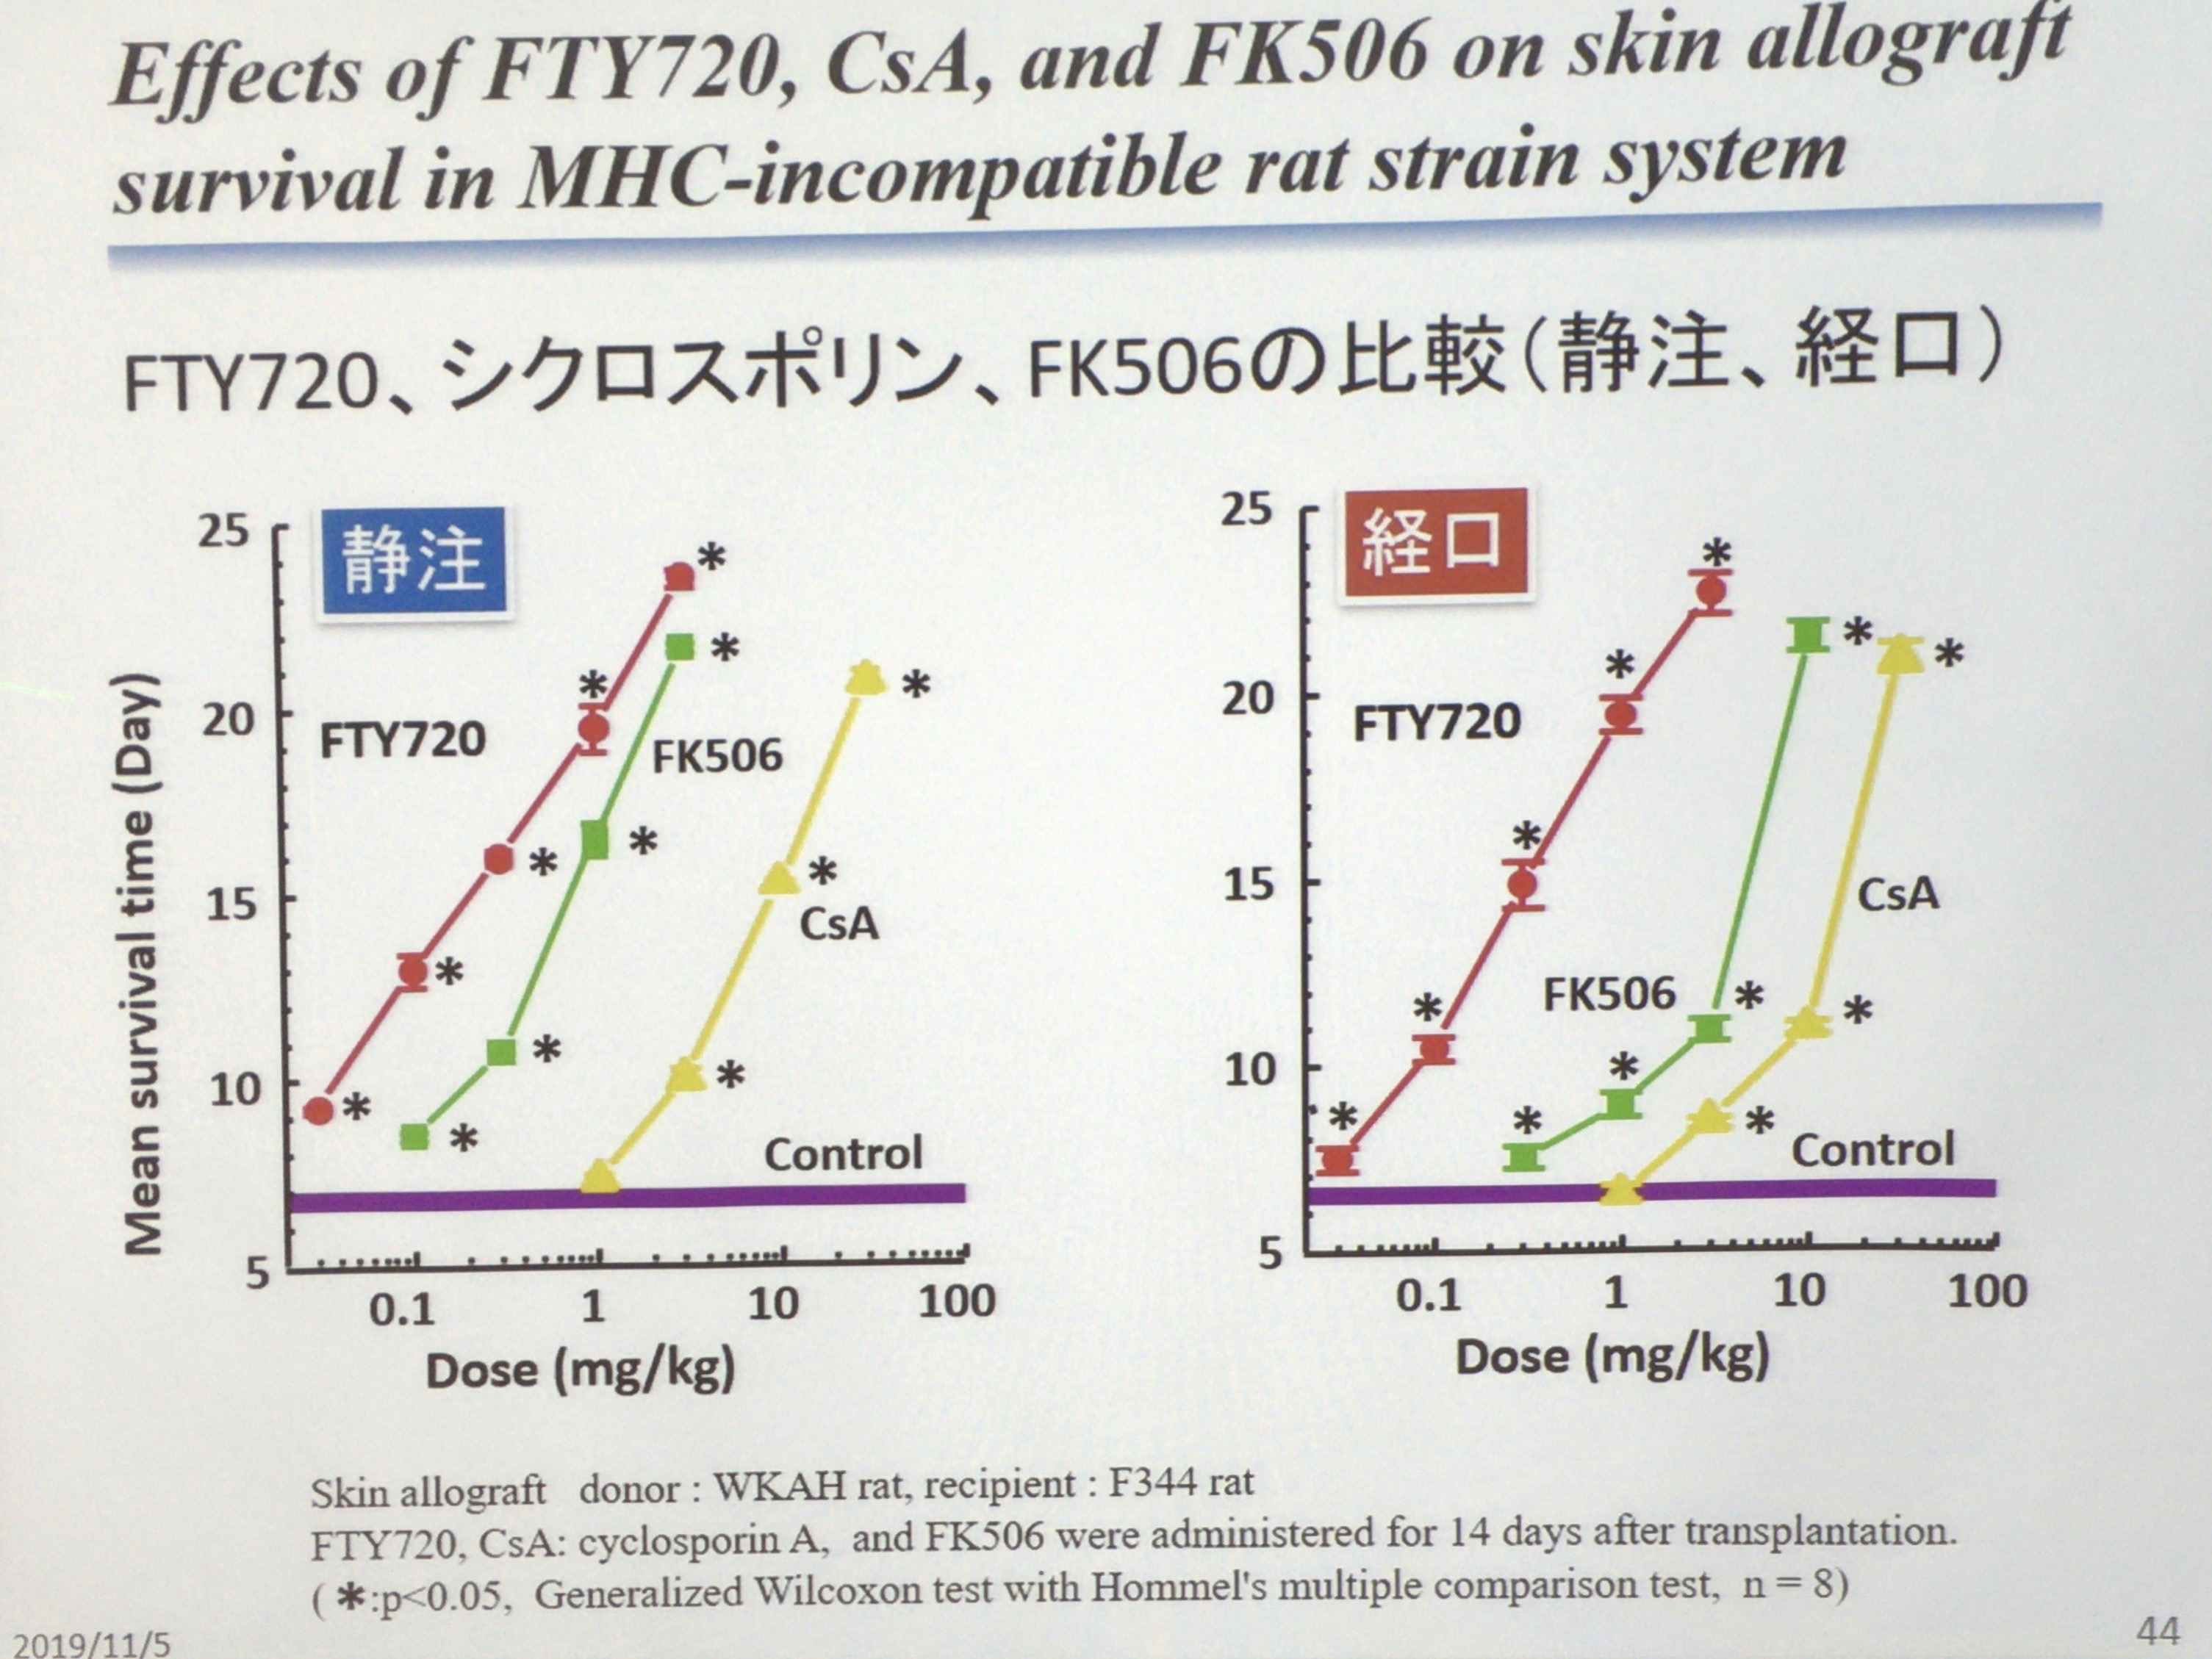 Effects of FTY720, CsA, and FK506 on skin allograft
survival in MHC-incompatible rat strain system
FTY720、シクロスポリン、FK506の比較（静注、経口）
静注
Mean survival time (Day)
25
20
15
10
5
*
*
*
*
*
*
*
*
*
*
*
*
FTY720
FK506
CsA
Control
0.1
1
10
100
Dose (mg/kg)
経口
25
20
15
10
5
*
*
*
*
*
*
*
*
*
*
*
*
FTY720
FK506
CsA
Control
0.1
1
10
100
Dose (mg/kg)
Skin allograft donor : WKAH rat, recipient : F344 rat
FTY720, CsA: cyclosporin A, and FK506 were administered for 14 days after transplantation.
( *:p<0.05, Generalized Wilcoxon test with Hommel's multiple comparison test, n = 8)
2019/11/5
44